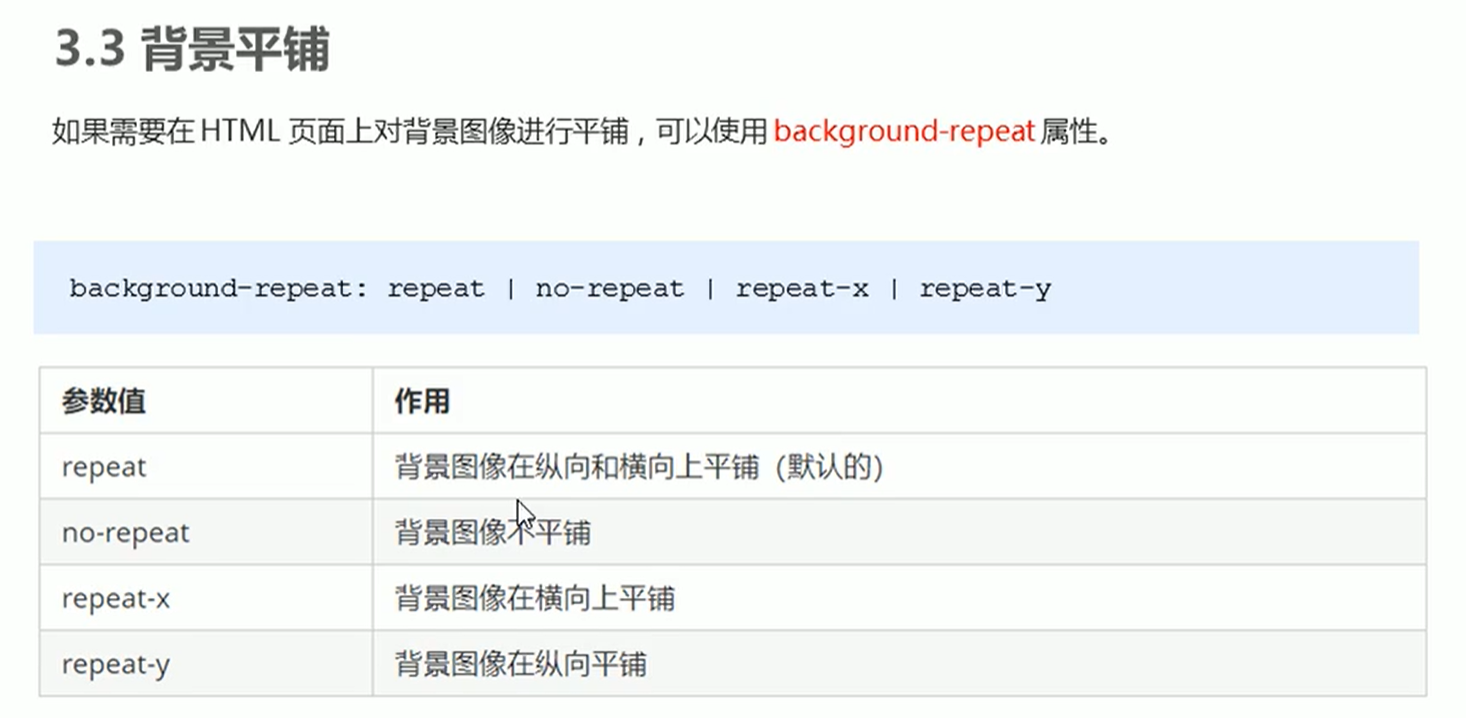 3.3 背景平铺
如果需要在 HTML 页面上对背景图像进行平铺，可以使用 background-repeat 属性。
background-repeat: repeat | no-repeat | repeat-x | repeat-y
参数值 作用
repeat 背景图像在纵向和横向上平铺（默认的）
no-repeat 背景图像不平铺
repeat-x 背景图像在横向上平铺
repeat-y 背景图像在纵向平铺